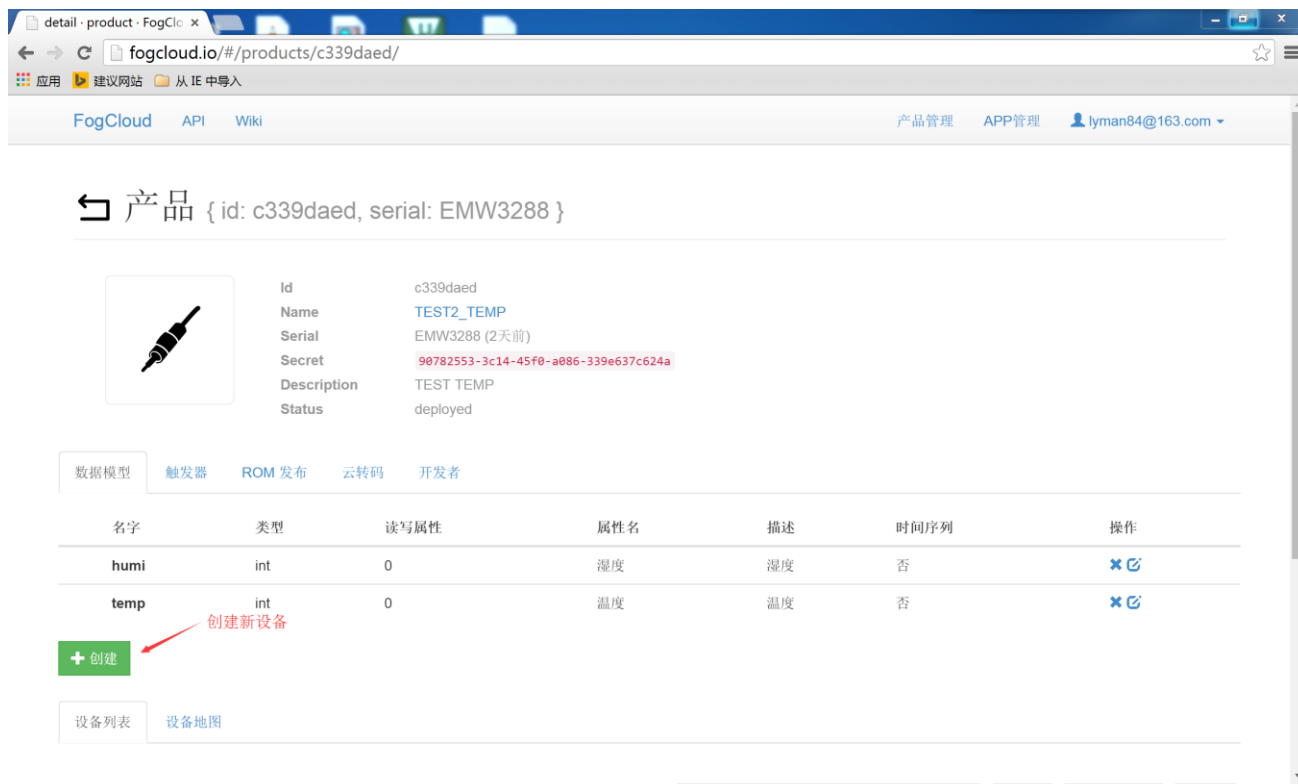 detail · product · FogClo
fogcloud.io/#/products/c339daed/
应用 建议网站 从 IE 中导入
FogCloud API Wiki 产品管理 APP管理 lyman84@163.com
产品 { id: c339daed, serial: EMW3288 }
Id c339daed
Name TEST2_TEMP
Serial EMW3288 (2天前)
Secret 90782553-3c14-45f0-a086-339e637c624a
Description TEST TEMP
Status deployed
数据模型 触发器 ROM 发布 云转码 开发者
名字 类型 读写属性 属性名 描述 时间序列 操作
humi int 0 湿度 湿度 否
temp int 0 温度 温度 否
创建新设备
创建
设备列表 设备地图